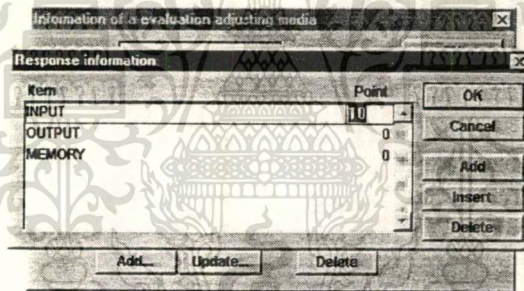 Information of a evaluation adjusting media
Response information
Item Point
INPUT 10
OUTPUT 0
MEMORY 0
OK
Cancel
Add
Insert
Delete
Add... Update... Delete